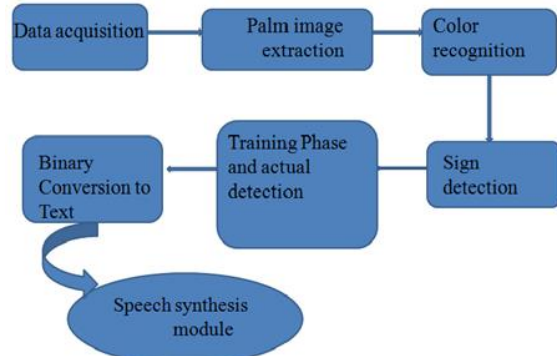 Data acquisition
Palm image
extraction
Color
recognition
Sign
detection
Training Phase
and actual
detection
Binary
Conversion to
Text
Speech synthesis
module